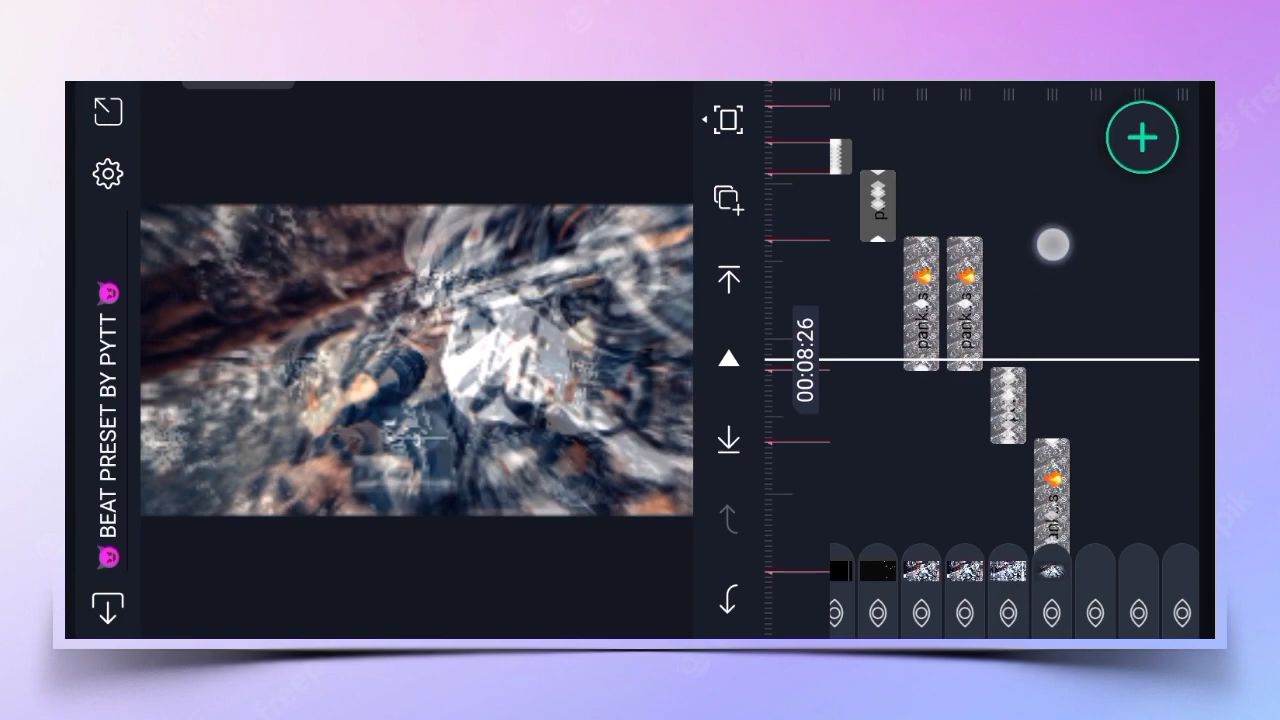 😈 BEAT PRESET BY PYTT 😈
00:08:26
pank.s🔥
pank.s🔥